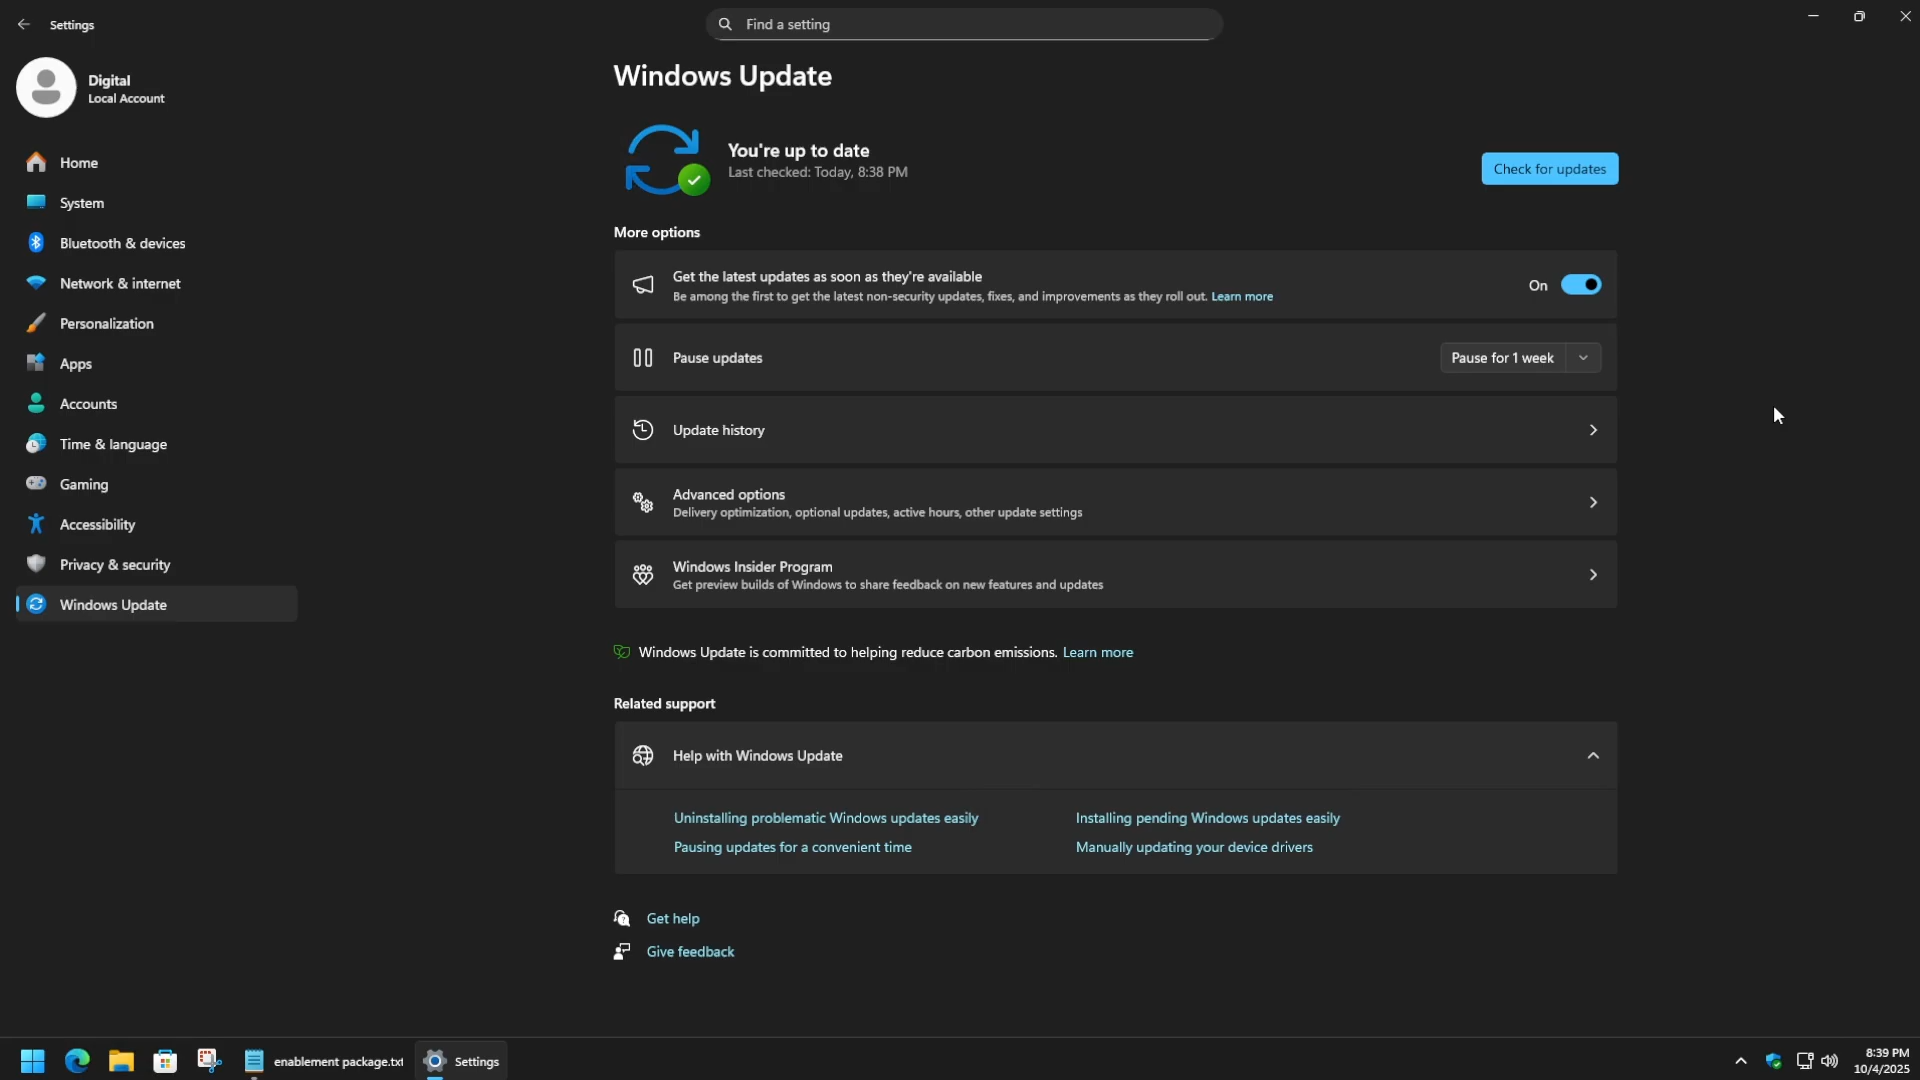 Settings
Find a setting
Digital
Local Account
Home
System
Bluetooth & devices
Network & internet
Personalization
Apps
Accounts
Time & language
Gaming
Accessibility
Privacy & security
Windows Update
Windows Update
You're up to date
Last checked: Today, 8:38 PM
Check for updates
More options
Get the latest updates as soon as they're available
Be among the first to get the latest non-security updates, fixes, and improvements as they roll out. Learn more
On
Pause updates
Pause for 1 week
Update history
Advanced options
Delivery optimization, optional updates, active hours, other update settings
Windows Insider Program
Get preview builds of Windows to share feedback on new features and updates
Windows Update is committed to helping reduce carbon emissions. Learn more
Related support
Help with Windows Update
Uninstalling problematic Windows updates easily
Installing pending Windows updates easily
Pausing updates for a convenient time
Manually updating your device drivers
Get help
Give feedback
enablement package.txt
Settings
8:39 PM
10/4/2025